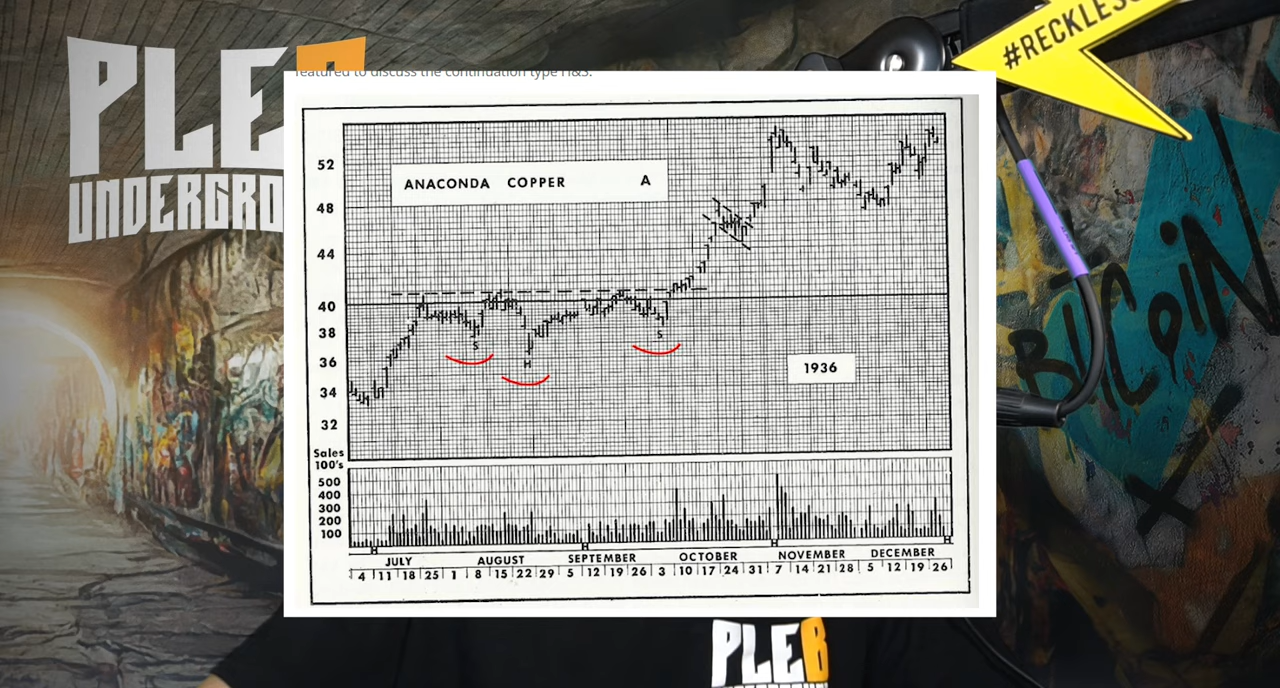 PLEB
UNDERGRO
#RECKLESS
featured to discuss the continuation type H&S.
ANACONDA COPPER A
52
48
44
40
38
36
34
32
S
H
S
1936
Sales
100's
500
400
300
200
100
JULY AUGUST SEPTEMBER OCTOBER NOVEMBER DECEMBER
4 11 18 25 1 8 15 22 29 5 12 19 26 3 10 17 24 31 7 14 21 28 5 12 19 26
BitCoiN
PLEB